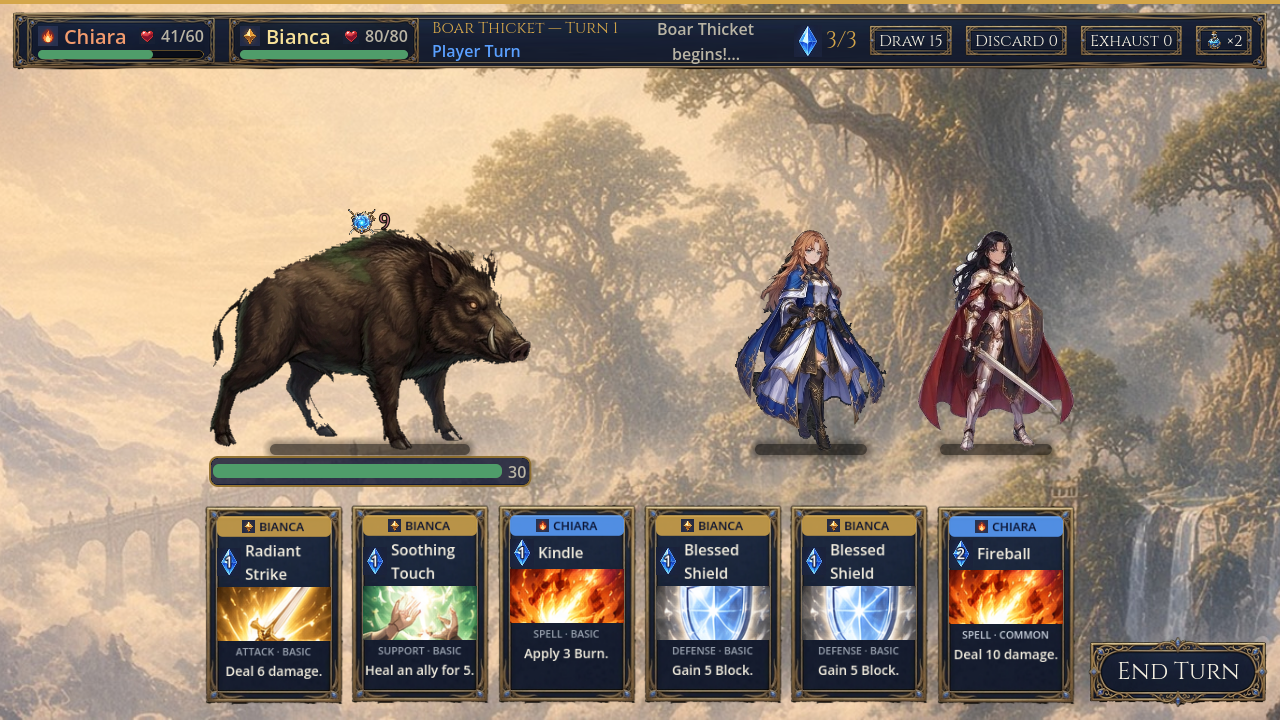 Chiara 41/60
Bianca 80/80
Boar Thicket — Turn 1
Player Turn
Boar Thicket
begins!...
3/3
Draw 15
Discard 0
Exhaust 0
×2
9
30
BIANCA
1 Radiant
Strike
ATTACK · BASIC
Deal 6 damage.
BIANCA
1 Soothing
Touch
SUPPORT · BASIC
Heal an ally for 5.
CHIARA
1 Kindle
SPELL · BASIC
Apply 3 Burn.
BIANCA
1 Blessed
Shield
DEFENSE · BASIC
Gain 5 Block.
BIANCA
1 Blessed
Shield
DEFENSE · BASIC
Gain 5 Block.
CHIARA
2 Fireball
SPELL · COMMON
Deal 10 damage.
End Turn